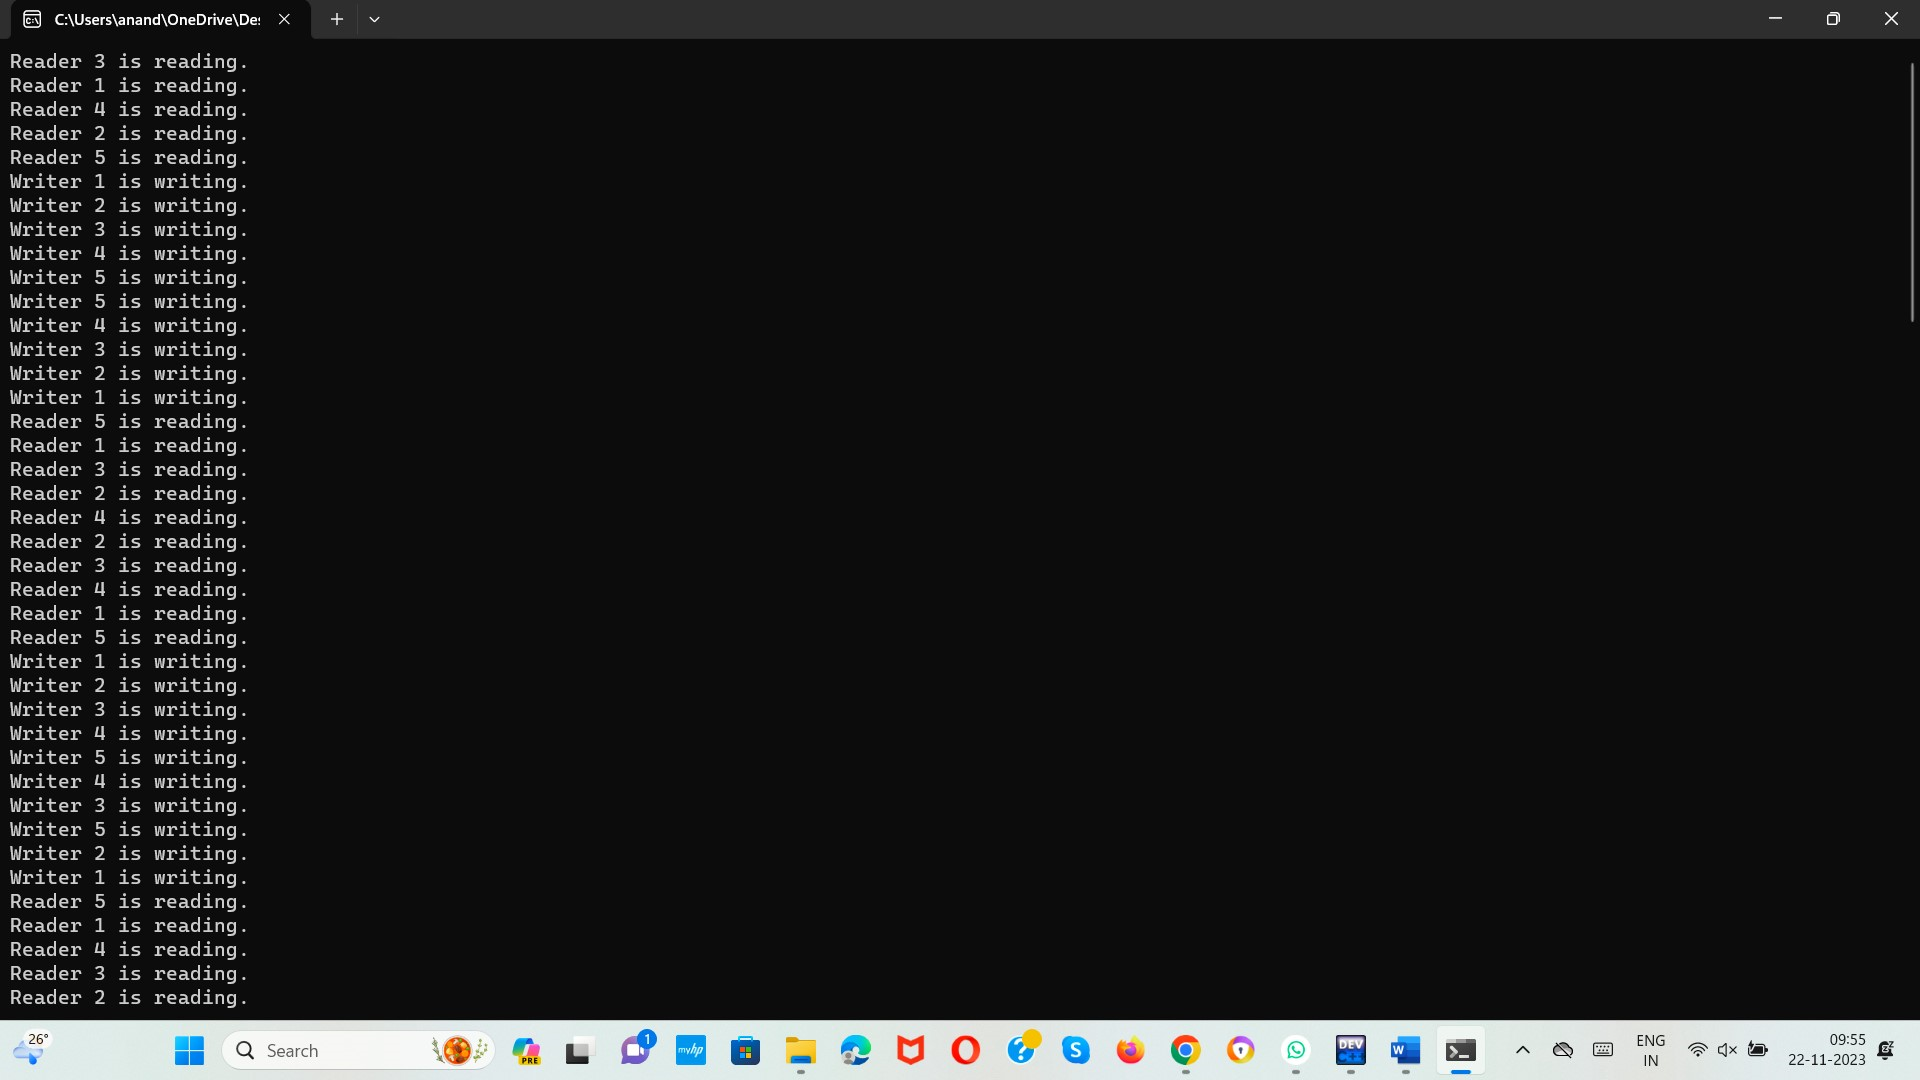 C:\Users\anand\OneDrive\De
Reader 3 is reading.
Reader 1 is reading.
Reader 4 is reading.
Reader 2 is reading.
Reader 5 is reading.
Writer 1 is writing.
Writer 2 is writing.
Writer 3 is writing.
Writer 4 is writing.
Writer 5 is writing.
Writer 5 is writing.
Writer 4 is writing.
Writer 3 is writing.
Writer 2 is writing.
Writer 1 is writing.
Reader 5 is reading.
Reader 1 is reading.
Reader 3 is reading.
Reader 2 is reading.
Reader 4 is reading.
Reader 2 is reading.
Reader 3 is reading.
Reader 4 is reading.
Reader 1 is reading.
Reader 5 is reading.
Writer 1 is writing.
Writer 2 is writing.
Writer 3 is writing.
Writer 4 is writing.
Writer 5 is writing.
Writer 4 is writing.
Writer 3 is writing.
Writer 5 is writing.
Writer 2 is writing.
Writer 1 is writing.
Reader 5 is reading.
Reader 1 is reading.
Reader 4 is reading.
Reader 3 is reading.
Reader 2 is reading.
26°
Search
PRE
1
myhp
DEV
C++
W
ENG
IN
09:55
22-11-2023